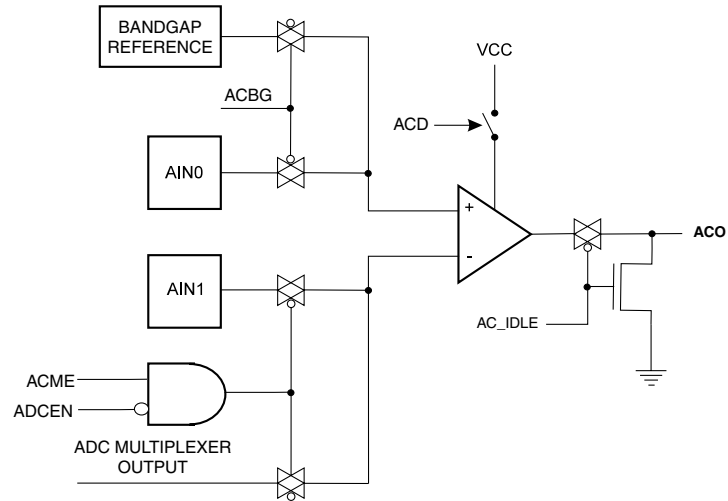 BANDGAP
REFERENCE
VCC
ACBG
ACD
AIN0
+
ACO
-
AIN1
AC_IDLE
ACME
ADCEN
ADC MULTIPLEXER
OUTPUT